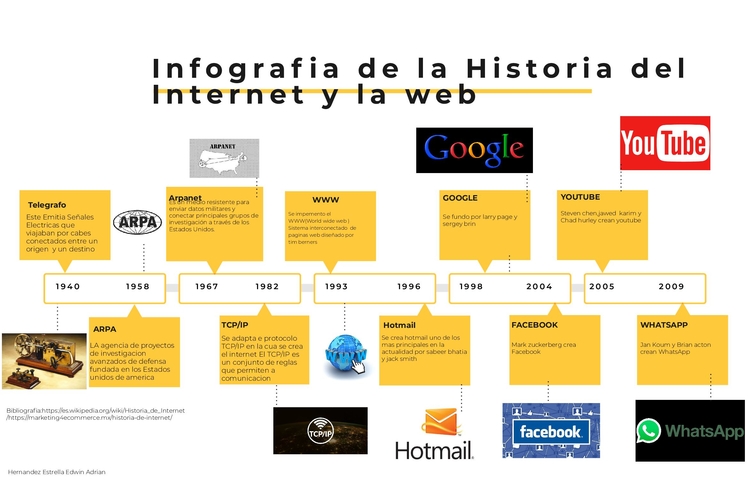 Infografia de la Historia del
Internet y la web
ARPANET
Google
YouTube
Telegrafo
Este Emitia Señales
Electricas que
viajaban por cabes
conectados entre un
origen y un destino
ARPA
Arpanet
Es un medio resistente para
enviar datos militares y
conectar principales grupos de
investigación a través de los
Estados Unidos.
WWW
Se impemento el
WWW(World wide web)
Sistema interconectado de
paginas web diseñado por
tim berners
GOOGLE
Se fundo por larry page y
sergey brin
YOUTUBE
Steven chen,jawed karim y
Chad hurley crean youtube
1940
1958
1967
1982
1993
1996
1998
2004
2005
2009
ARPA
LA agencia de proyectos
de investigacion
avanzados de defensa
fundada en los Estados
unidos de america
TCP/IP
Se adapta e protocolo
TCP/IP en la cua se crea
el internet El TCP/IP es
un conjunto de reglas
que permiten a
comunicacion
Hotmail
Se crea hotmail uno de los
mas principales en la
actualidad por sabeer bhatia
y jack smith
FACEBOOK
Mark zuckerberg crea
Facebook
WHATSAPP
Jan Koum y Brian acton
crean WhatsApp
Bibliografia:https://es.wikipedia.org/wiki/Historia_de_Internet
/https://marketing4ecommerce.mx/historia-de-internet/
TCP/IP
Hotmail
facebook
WhatsApp
Hernandez Estrella Edwin Adrian